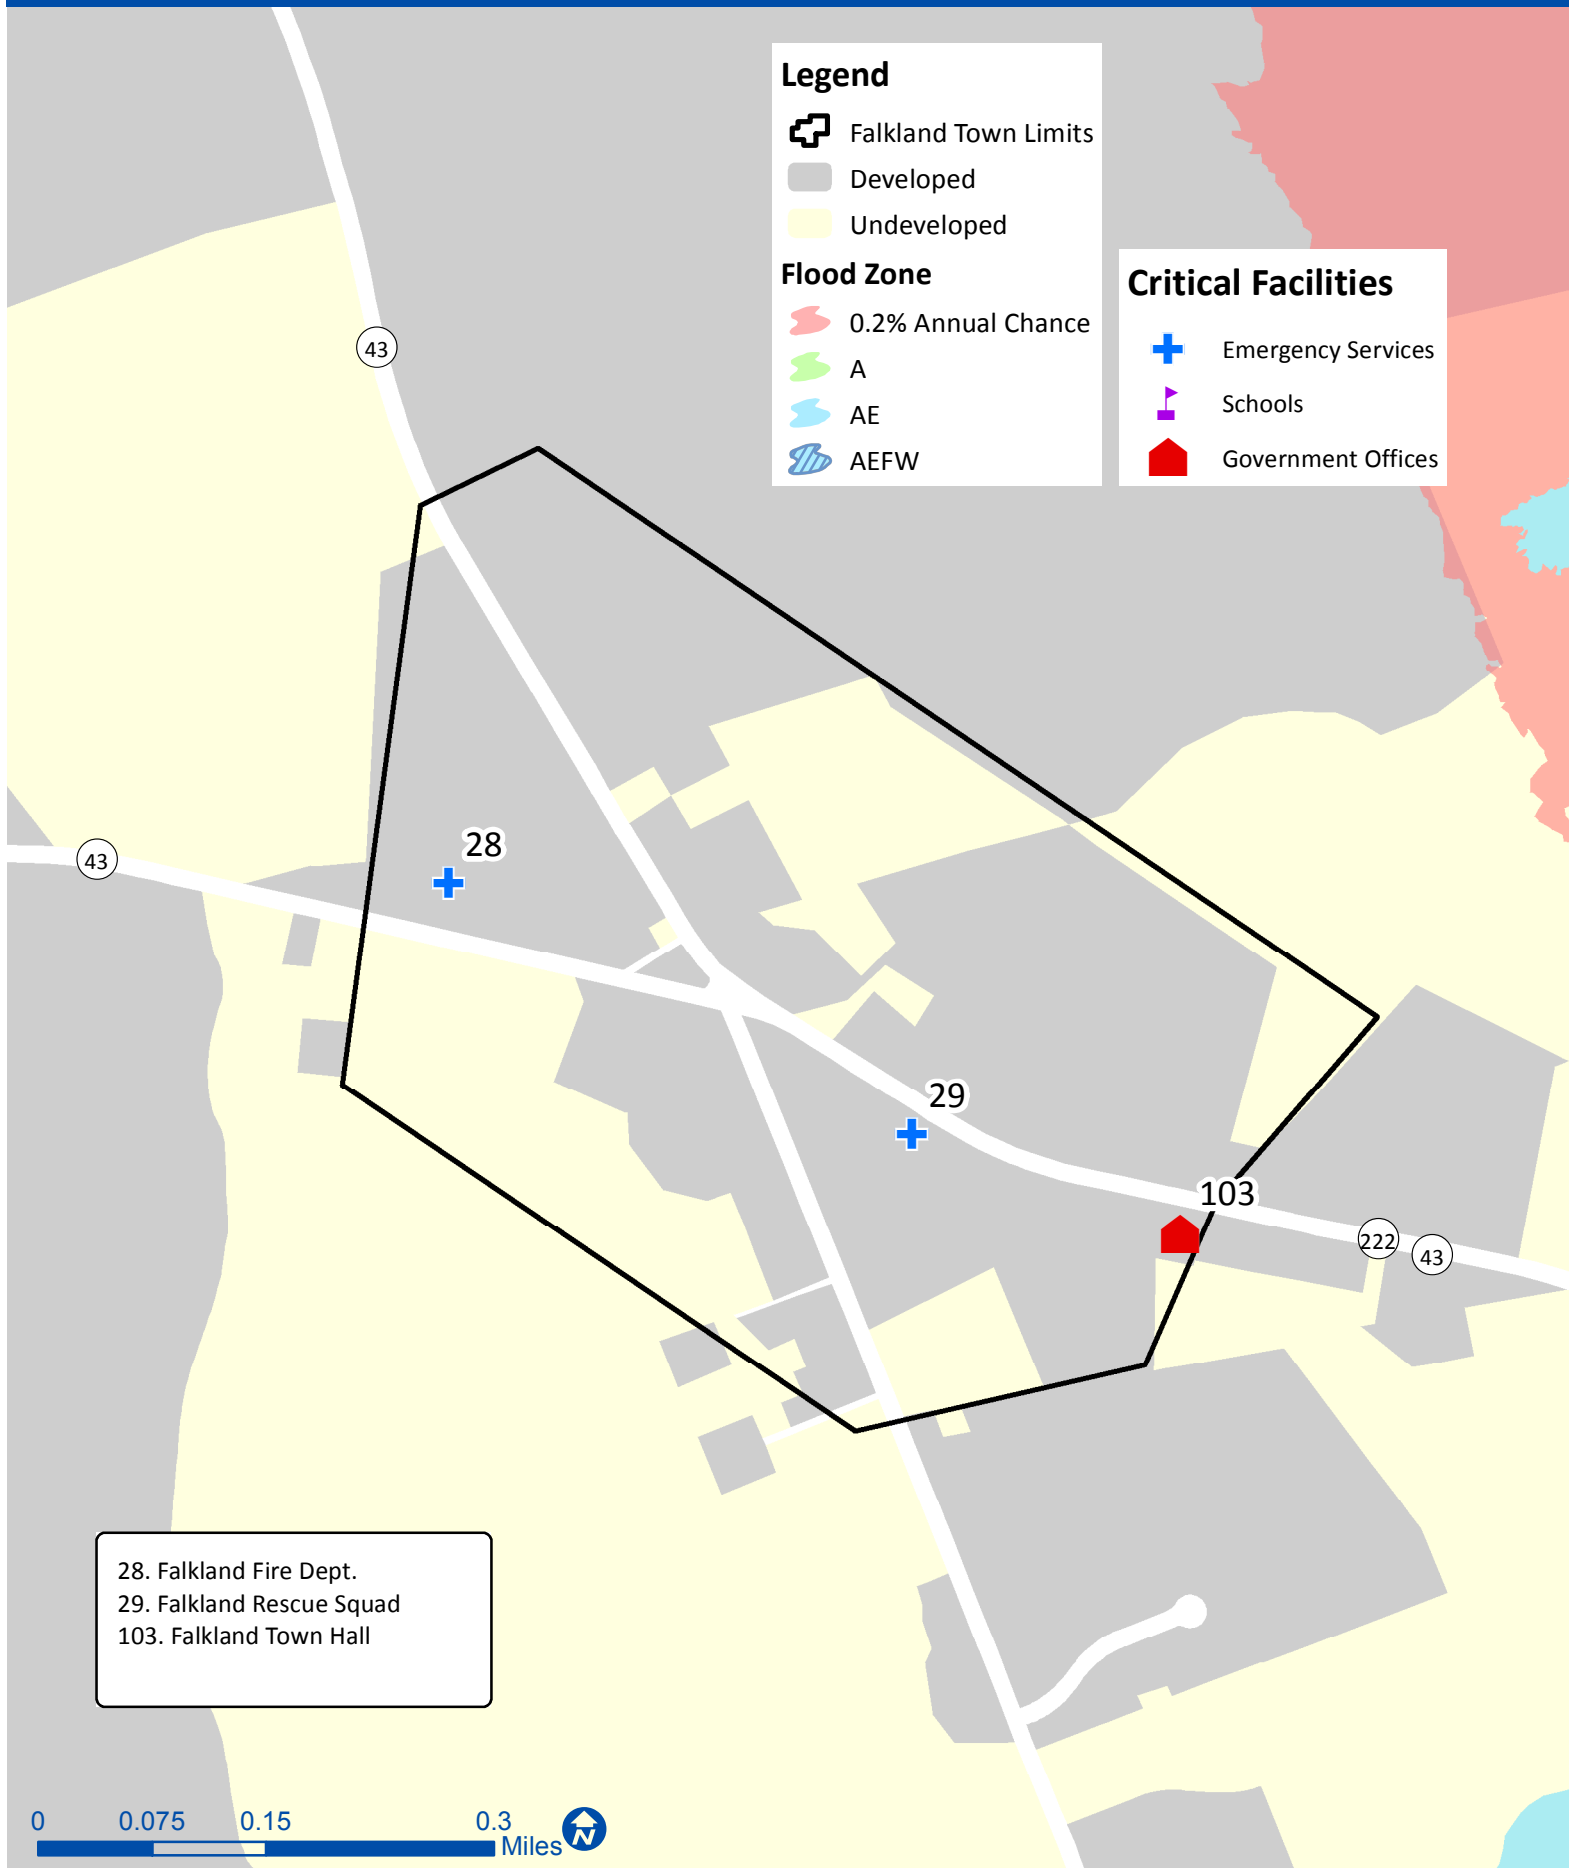 Legend
Falkland Town Limits
Developed
Undeveloped
Flood Zone
0.2% Annual Chance
A
AE
AEFW
Critical Facilities
Emergency Services
Schools
Government Offices
43
28
43
29
103
222
43
28. Falkland Fire Dept.
29. Falkland Rescue Squad
103. Falkland Town Hall
0 0.075 0.15 0.3
Miles
N